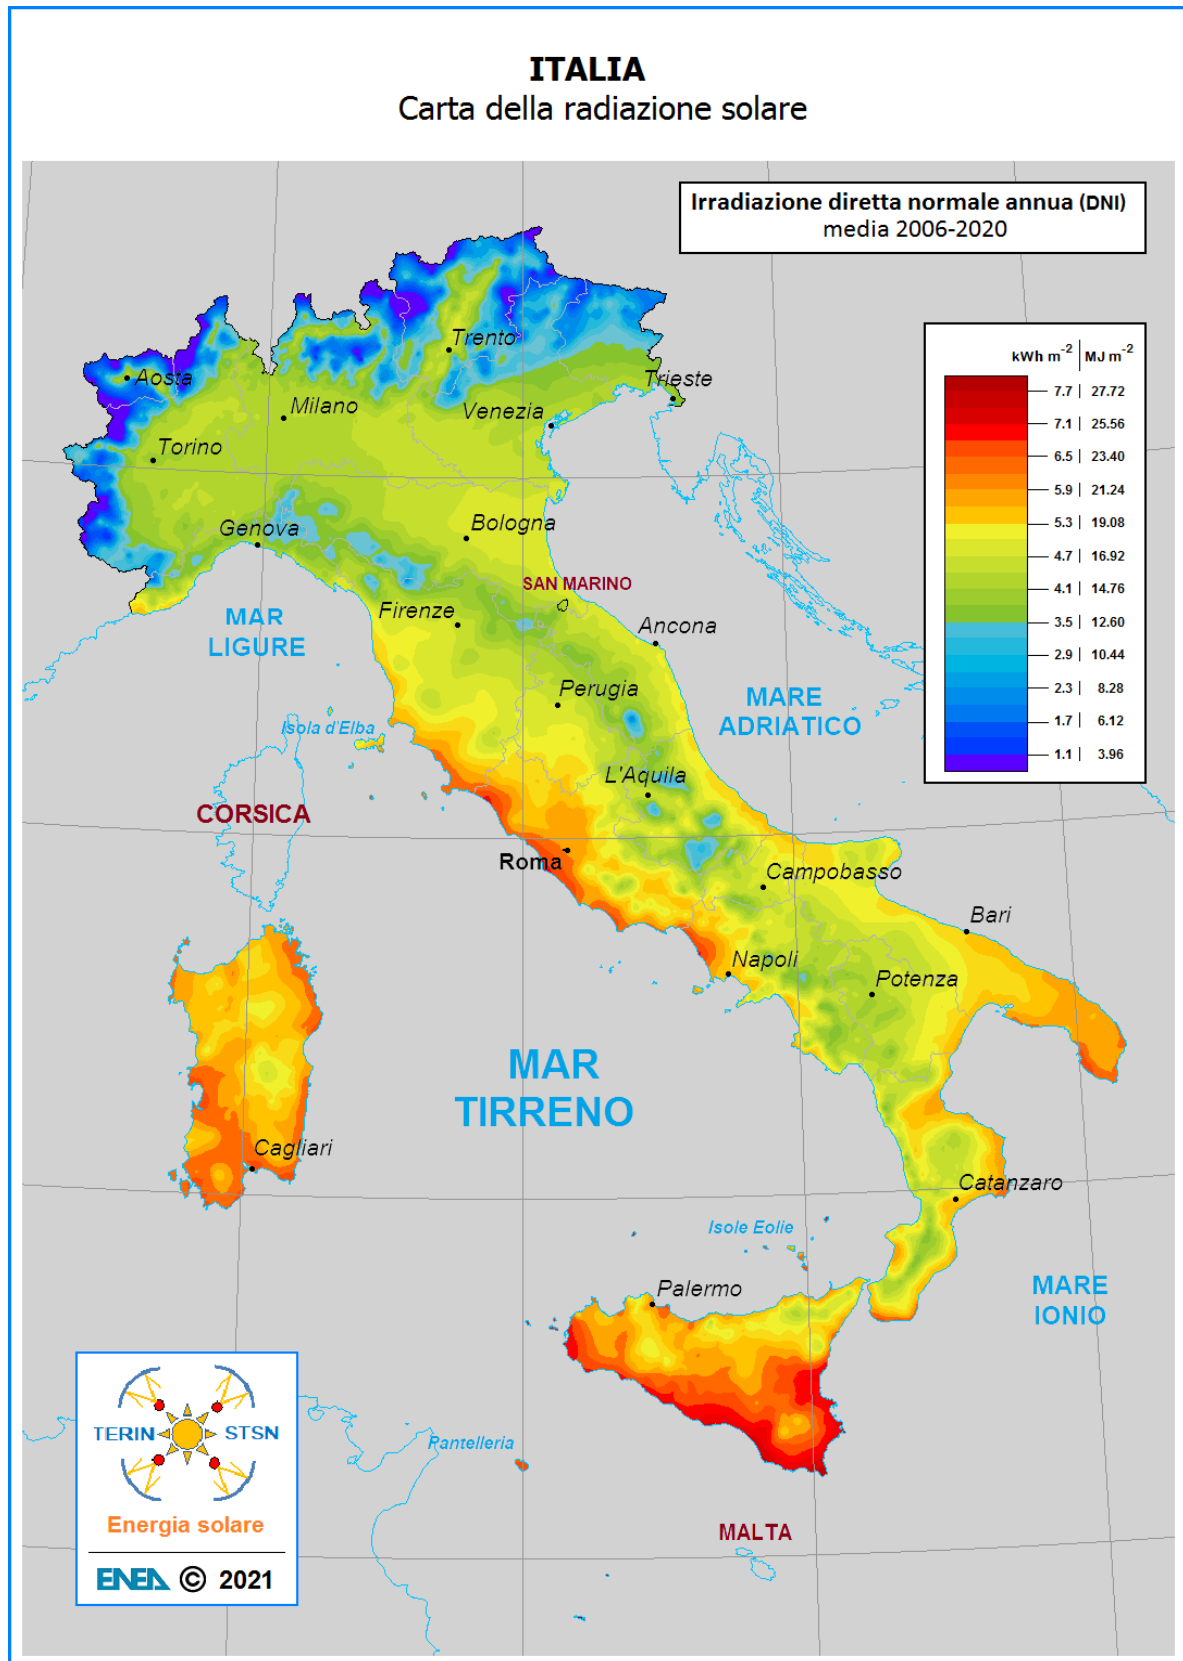 ITALIA
Carta della radiazione solare
Irradiazione diretta normale annua (DNI)
media 2006-2020
kWh m-2 | MJ m-2
7.7 | 27.72
7.1 | 25.56
6.5 | 23.40
5.9 | 21.24
5.3 | 19.08
4.7 | 16.92
4.1 | 14.76
3.5 | 12.60
2.9 | 10.44
2.3 | 8.28
1.7 | 6.12
1.1 | 3.96
Trento
Aosta
Trieste
Milano
Venezia
Torino
Genova
Bologna
SAN MARINO
Firenze
MAR
LIGURE
Ancona
Perugia
MARE
ADRIATICO
Isola d'Elba
L'Aquila
CORSICA
Roma
Campobasso
Bari
Napoli
Potenza
MAR
TIRRENO
Cagliari
Catanzaro
Isole Eolie
Palermo
MARE
IONIO
Pantelleria
MALTA
TERIN STSN
Energia solare
ENEA © 2021